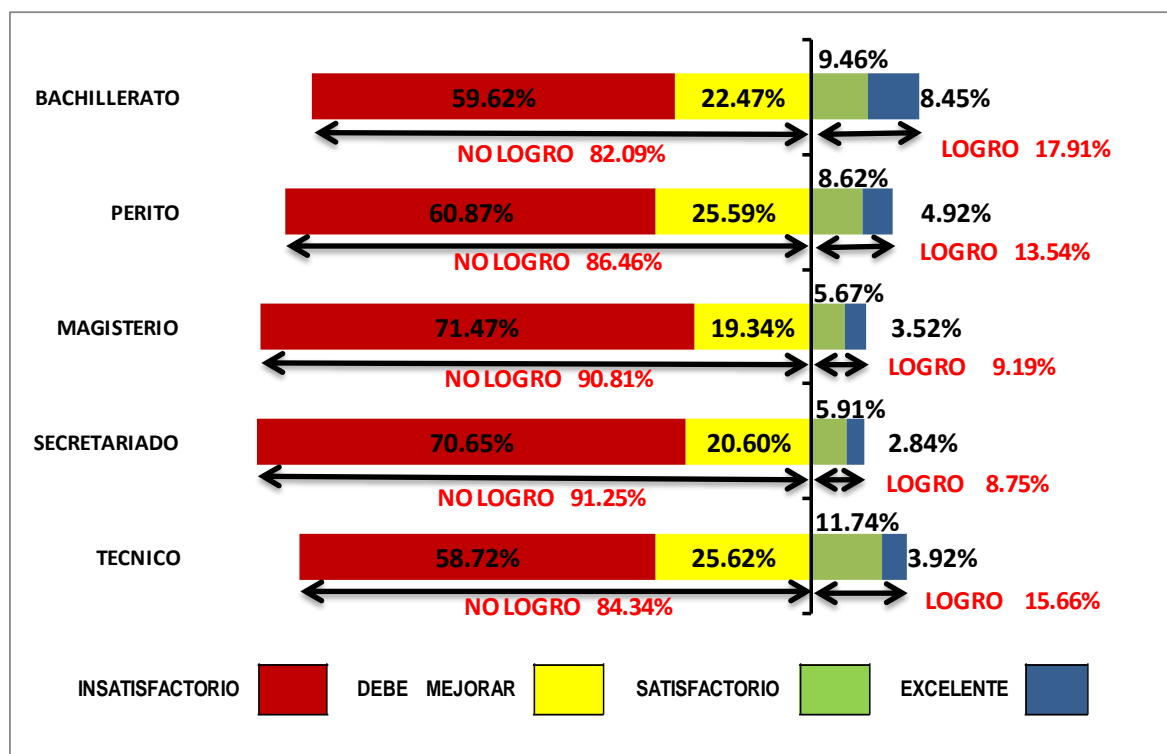 9.46%
BACHILLERATO 59.62% 22.47% 8.45%
NO LOGRO 82.09% LOGRO 17.91%
8.62%
PERITO 60.87% 25.59% 4.92%
NO LOGRO 86.46% LOGRO 13.54%
5.67%
MAGISTERIO 71.47% 19.34% 3.52%
NO LOGRO 90.81% LOGRO 9.19%
5.91%
SECRETARIADO 70.65% 20.60% 2.84%
NO LOGRO 91.25% LOGRO 8.75%
11.74%
TECNICO 58.72% 25.62% 3.92%
NO LOGRO 84.34% LOGRO 15.66%
INSATISFACTORIO DEBE MEJORAR SATISFACTORIO EXCELENTE